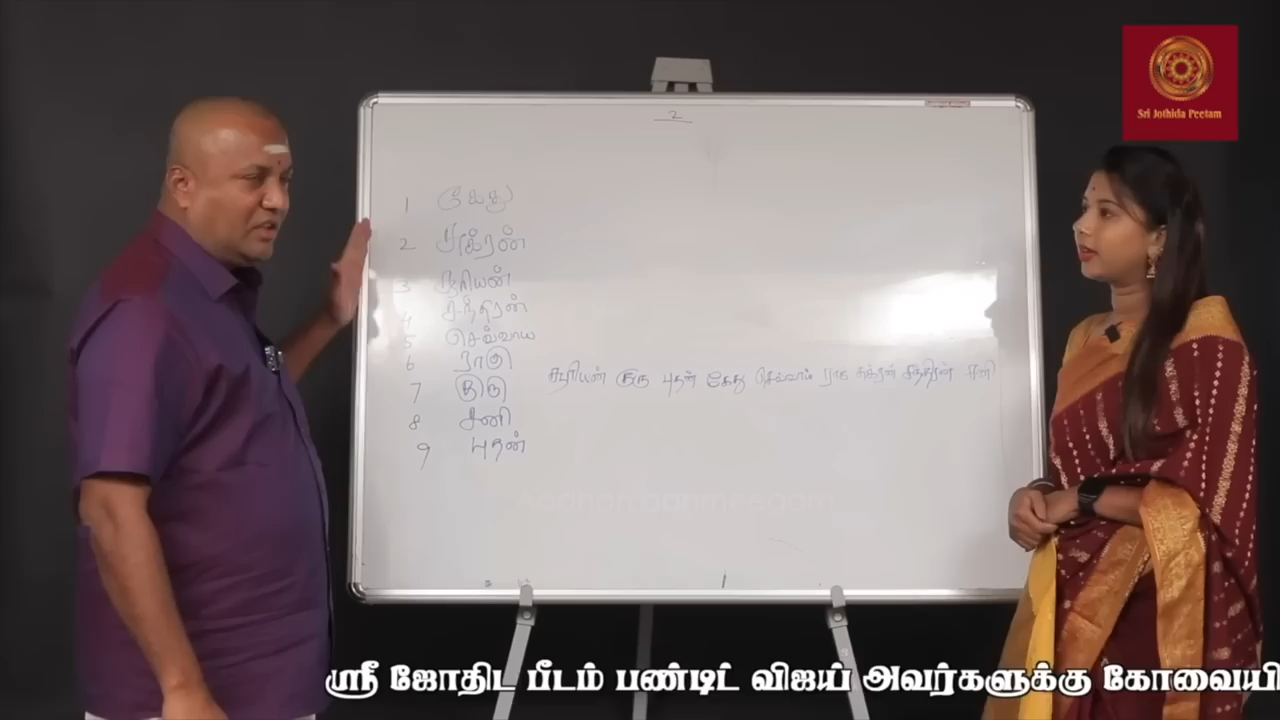 Sri Jothida Peetam
2
1 கேது
2 சுக்ரன்
3 சூரியன்
4 சந்திரன்
5 செவ்வாய
6 ராகு
7 குரு
சூரியன் குரு புதன் கேது செவ்வாய் ராகு சுக்ரன் சந்திரன் சனி
8 சனி
9 புதன்
ஸ்ரீ ஜோதிட பீடம் பண்டிட் விஜய் அவர்களுக்கு கோவையி